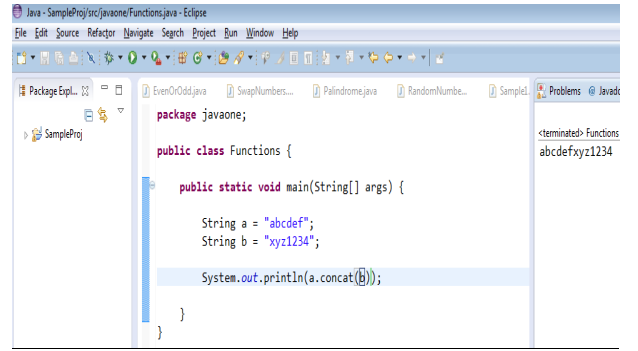 Java - SampleProj/src/javaone/Functions.java - Eclipse
File Edit Source Refactor Navigate Search Project Run Window Help
Package Expl...
EvenOrOdd.java SwapNumbers.... Palindrome.java RandomNumbe... Sample1.
Problems @ Javado
SampleProj
<terminated> Functions
abcdefxyz1234
package javaone;
public class Functions {
public static void main(String[] args) {
String a = "abcdef";
String b = "xyz1234";
System.out.println(a.concat(b));
}
}